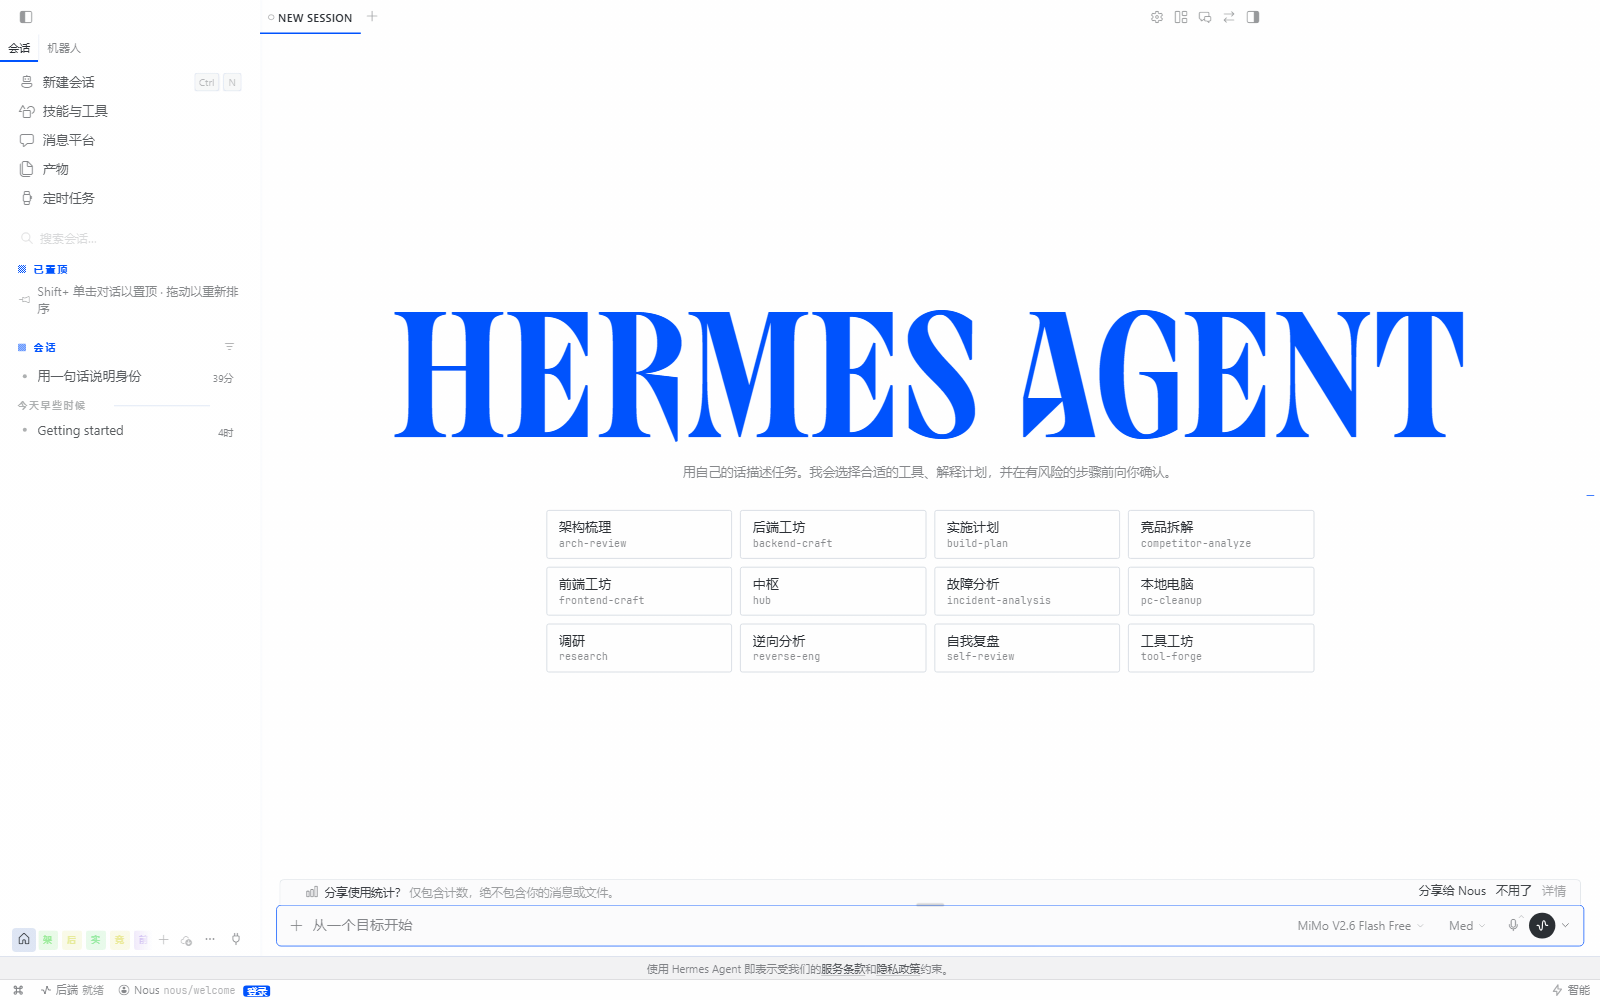 NEW SESSION
会话 机器人
新建会话 Ctrl N
技能与工具
消息平台
产物
定时任务
搜索会话...
已置顶
Shift+ 单击对话以置顶 · 拖动以重新排
序
会话
用一句话说明身份 39分
今天早些时候
Getting started 4时
HERMES AGENT
用自己的话描述任务。我会选择合适的工具、解释计划，并在有风险的步骤前向你确认。
架构梳理
arch-review
后端工坊
backend-craft
实施计划
build-plan
竞品拆解
competitor-analyze
前端工坊
frontend-craft
中枢
hub
故障分析
incident-analysis
本地电脑
pc-cleanup
调研
research
逆向分析
reverse-eng
自我复盘
self-review
工具工坊
tool-forge
分享使用统计？ 仅包含计数，绝不包含你的消息或文件。 分享给 Nous 不用了 详情
从一个目标开始 MiMo V2.6 Flash Free Med
架 后 实 竞 前
使用 Hermes Agent 即表示受我们的服务条款和隐私政策约束。
后端 就绪 Nous nous/welcome 登录 智能